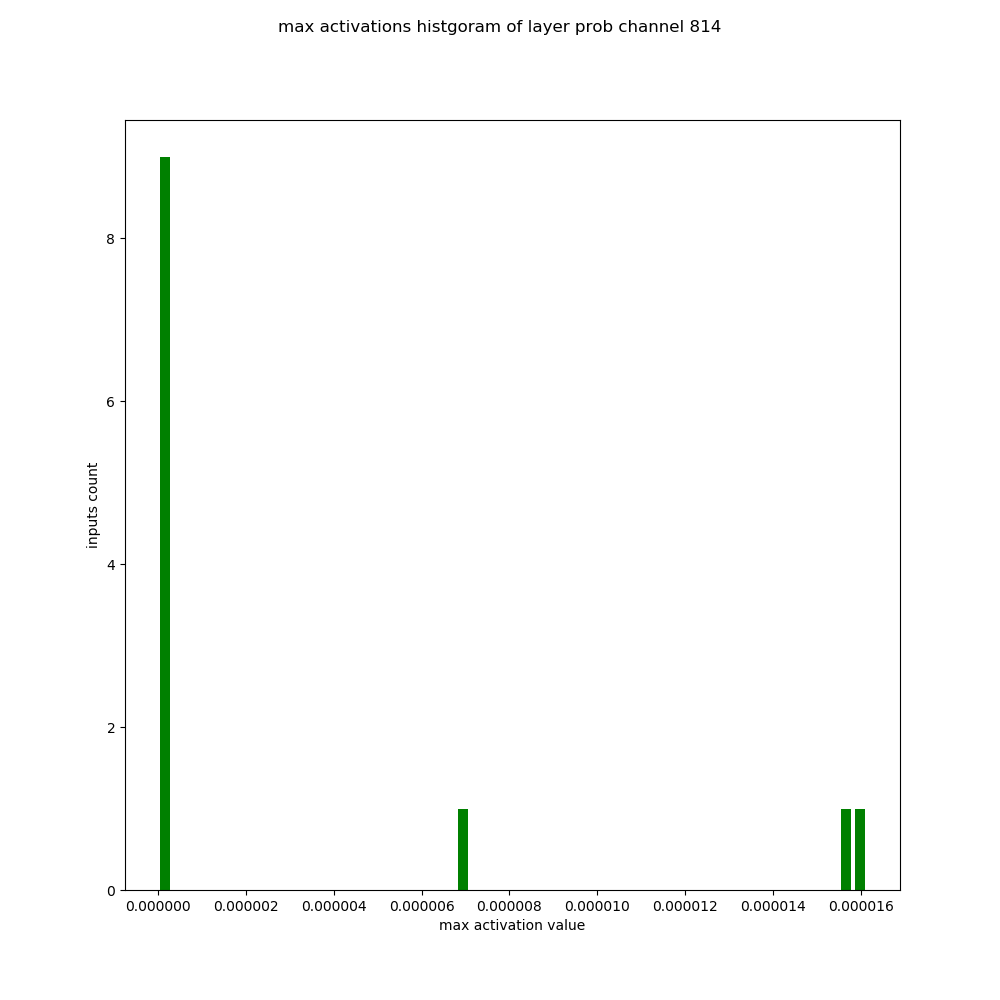 max activations histgoram of layer prob channel 814
8
6
4
2
0
inputs count
0.000000 0.000002 0.000004 0.000006 0.000008 0.000010 0.000012 0.000014 0.000016
max activation value